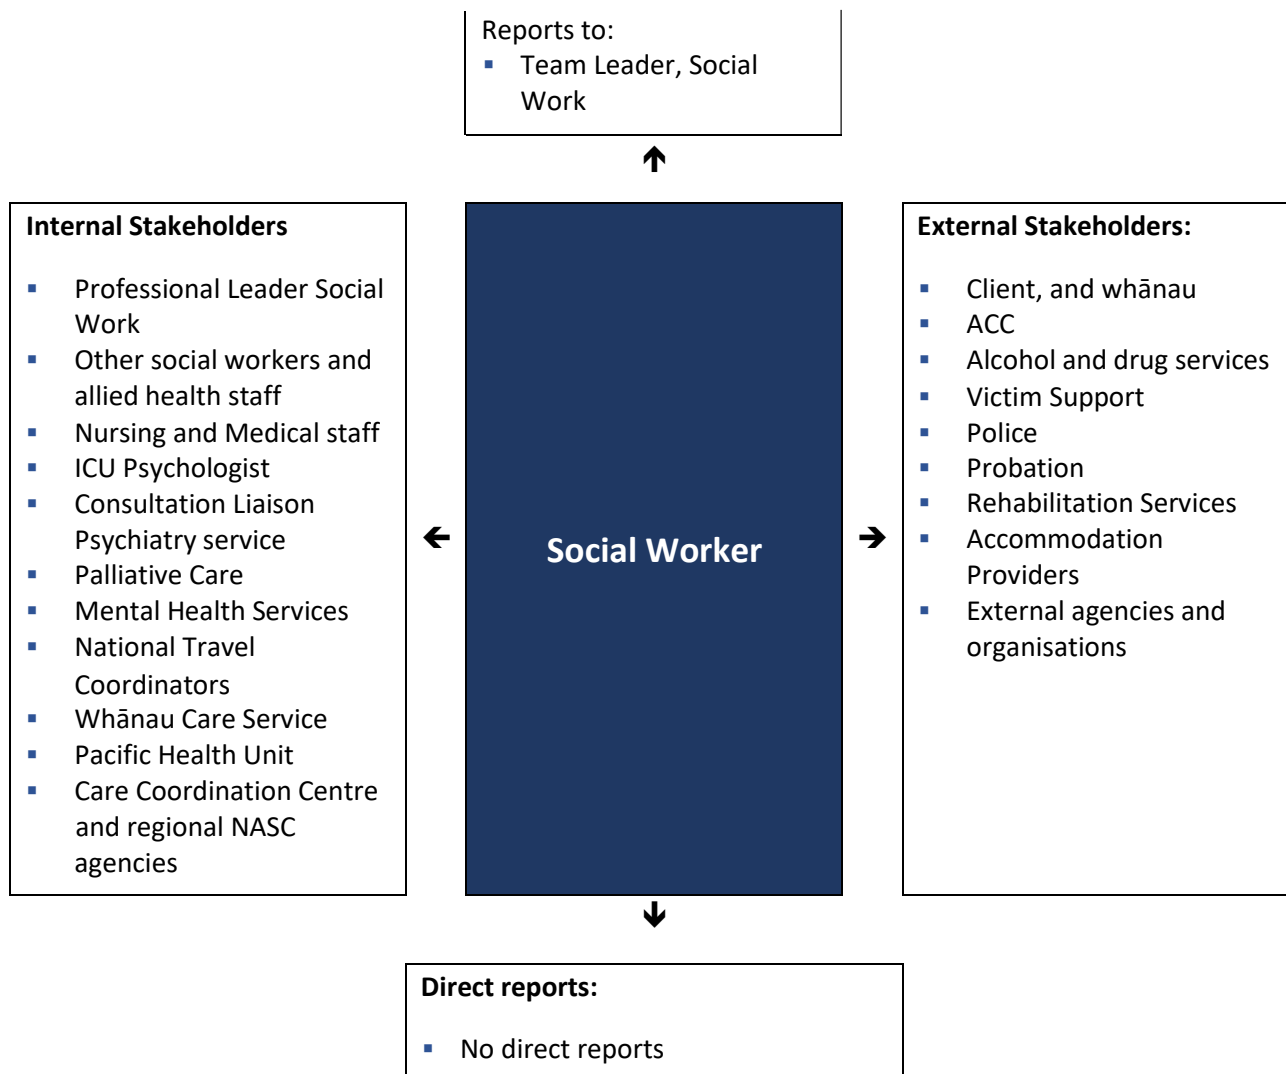 Reports to:
▪ Team Leader, Social
Work
Internal Stakeholders
▪ Professional Leader Social
Work
▪ Other social workers and
allied health staff
▪ Nursing and Medical staff
▪ ICU Psychologist
▪ Consultation Liaison
Psychiatry service
▪ Palliative Care
▪ Mental Health Services
▪ National Travel
Coordinators
▪ Whānau Care Service
▪ Pacific Health Unit
▪ Care Coordination Centre
and regional NASC
agencies
Social Worker
External Stakeholders:
▪ Client, and whānau
▪ ACC
▪ Alcohol and drug services
▪ Victim Support
▪ Police
▪ Probation
▪ Rehabilitation Services
▪ Accommodation
Providers
▪ External agencies and
organisations
Direct reports:
▪ No direct reports